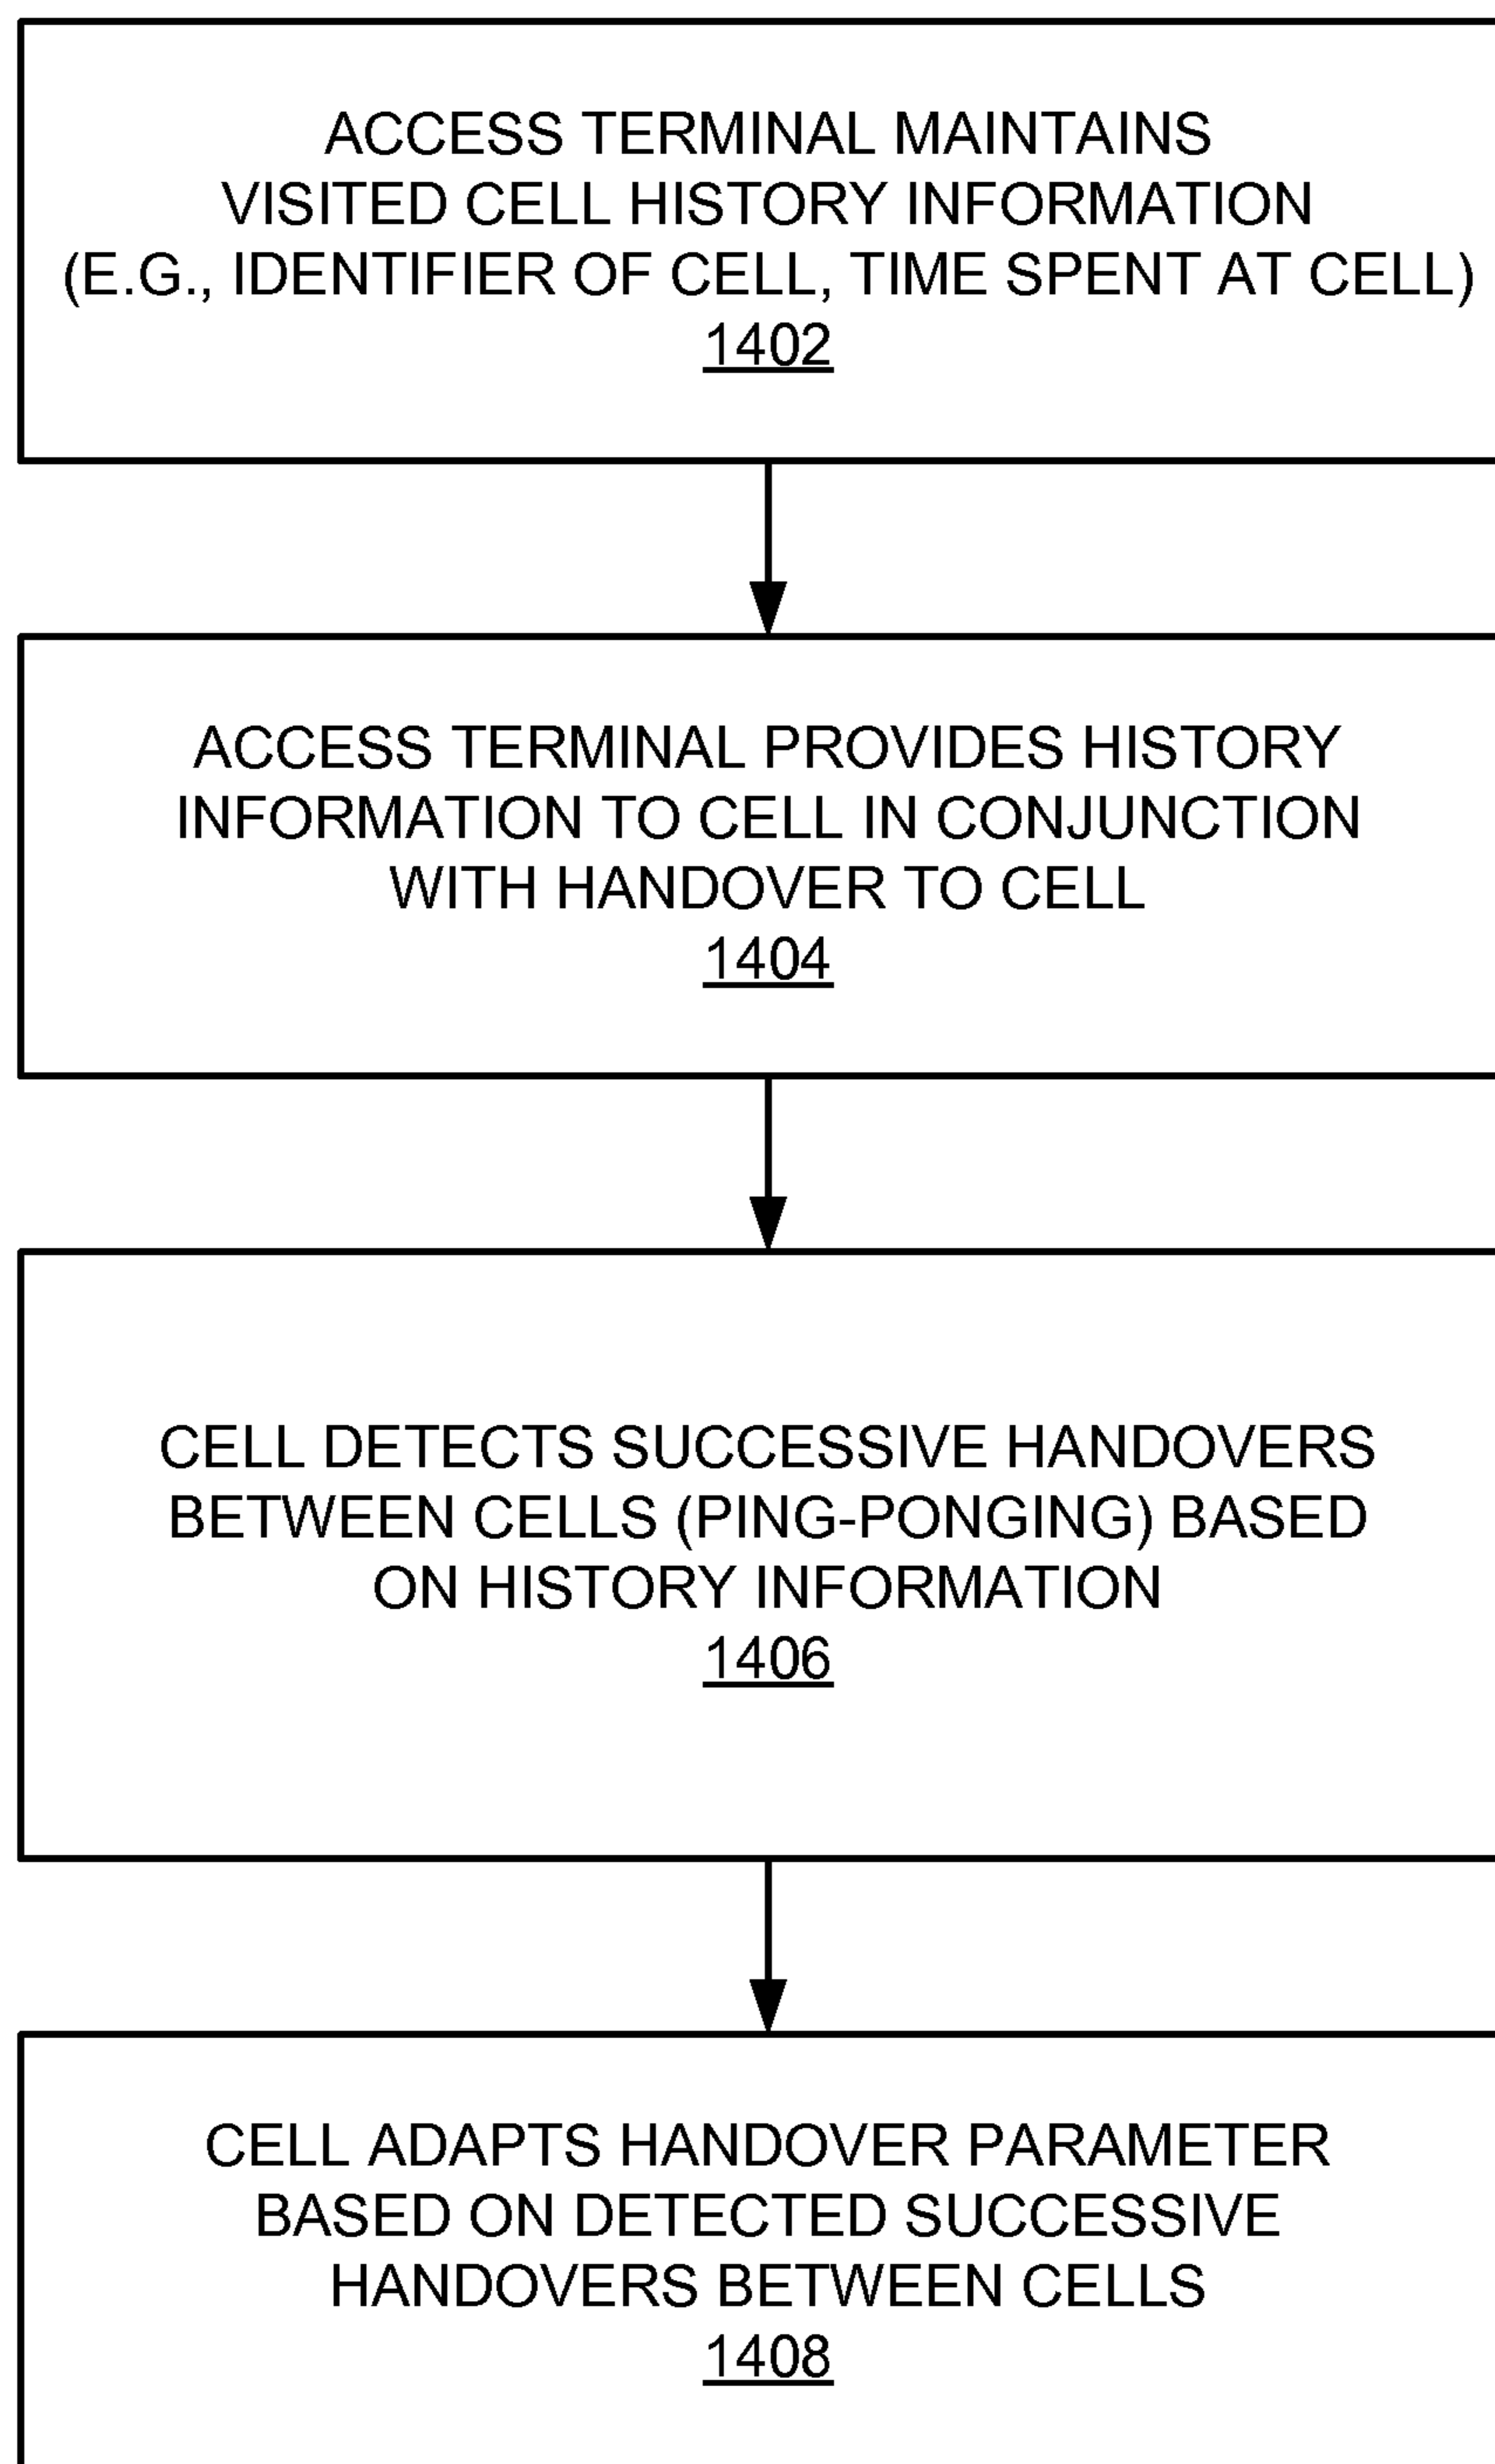 ACCESS TERMINAL MAINTAINS
VISITED CELL HISTORY INFORMATION
(E.G., IDENTIFIER OF CELL, TIME SPENT AT CELL)
1402
ACCESS TERMINAL PROVIDES HISTORY
INFORMATION TO CELL IN CONJUNCTION
WITH HANDOVER TO CELL
1404
CELL DETECTS SUCCESSIVE HANDOVERS
BETWEEN CELLS (PING-PONGING) BASED
ON HISTORY INFORMATION
1406
CELL ADAPTS HANDOVER PARAMETER
BASED ON DETECTED SUCCESSIVE
HANDOVERS BETWEEN CELLS
1408